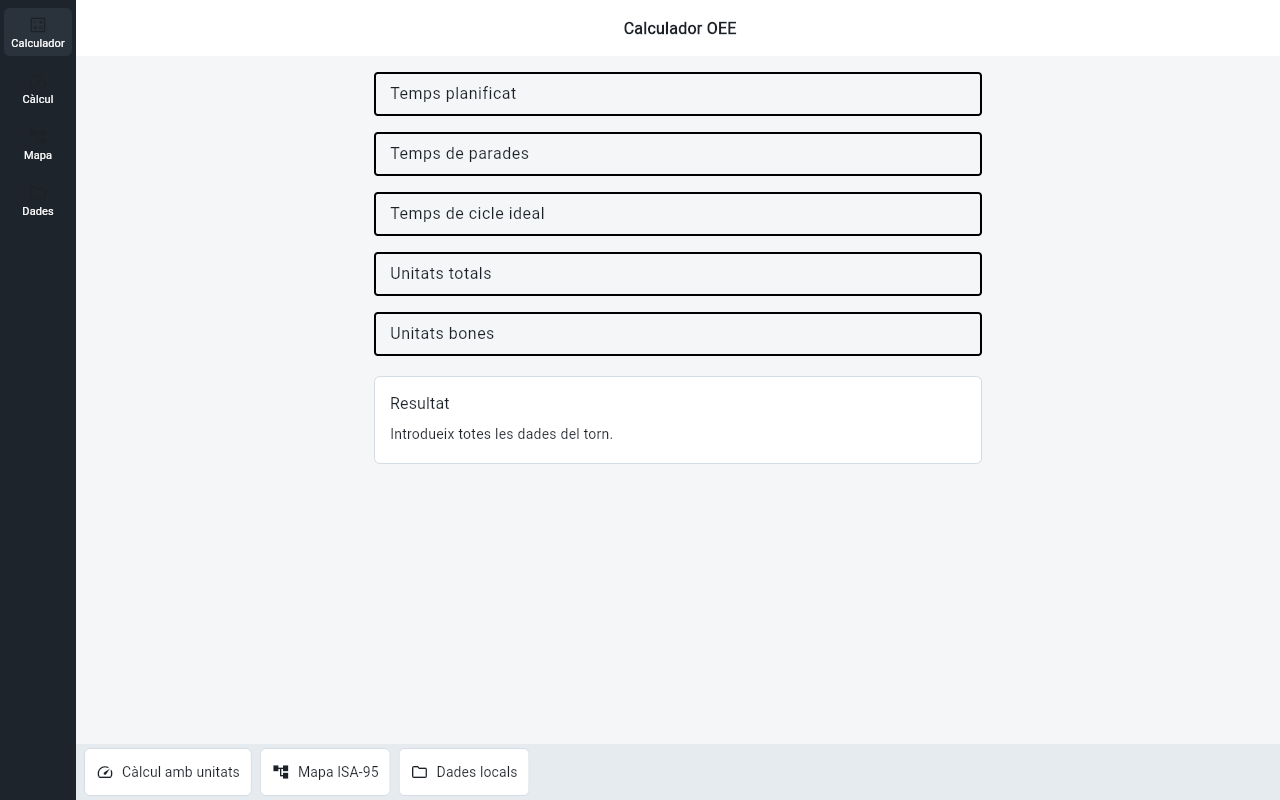 Calculador
Càlcul
Mapa
Dades
Calculador OEE
Temps planificat
Temps de parades
Temps de cicle ideal
Unitats totals
Unitats bones
Resultat
Introdueix totes les dades del torn.
Càlcul amb unitats
Mapa ISA-95
Dades locals